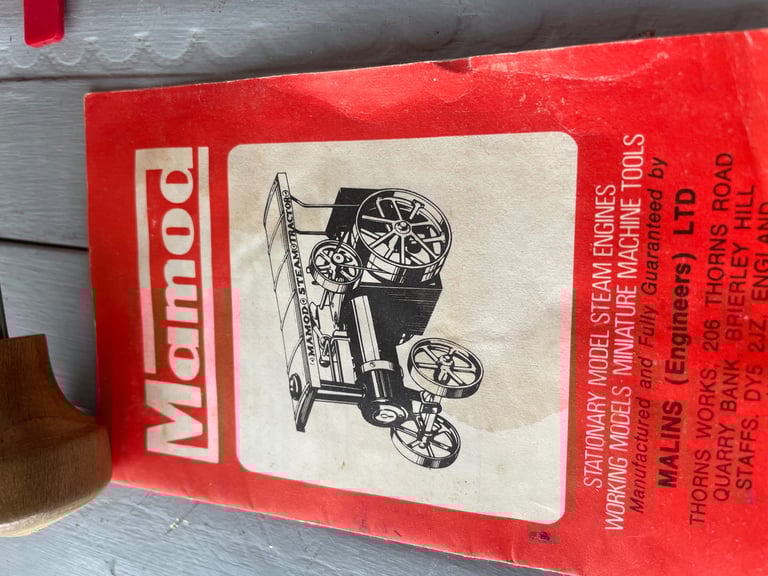 Mamod
MAMOD STEAM TRACTOR
STATIONARY MODEL STEAM ENGINES
WORKING MODELS · MINIATURE MACHINE TOOLS
Manufactured and Fully Guaranteed by
MALINS (Engineers) LTD
THORNS WORKS, 206 THORNS ROAD
QUARRY BANK, BRIERLEY HILL
STAFFS. DY5 2JZ, ENGLAND